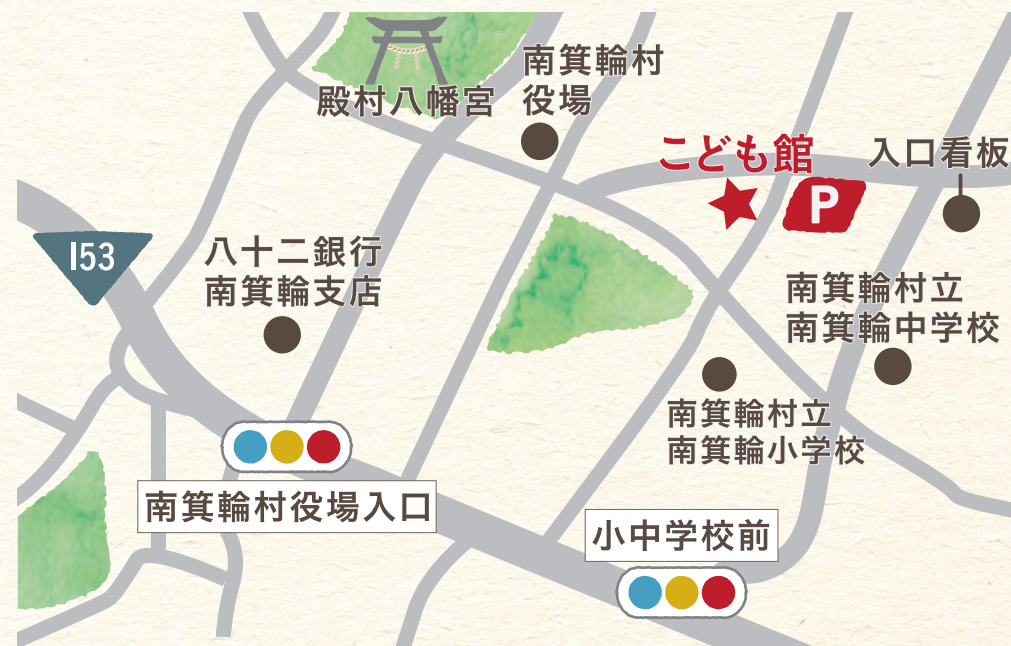 殿村八幡宮
南箕輪村
役場
こども館
P
入口看板
153
八十二銀行
南箕輪支店
南箕輪村立
南箕輪中学校
南箕輪村立
南箕輪小学校
南箕輪村役場入口
小中学校前